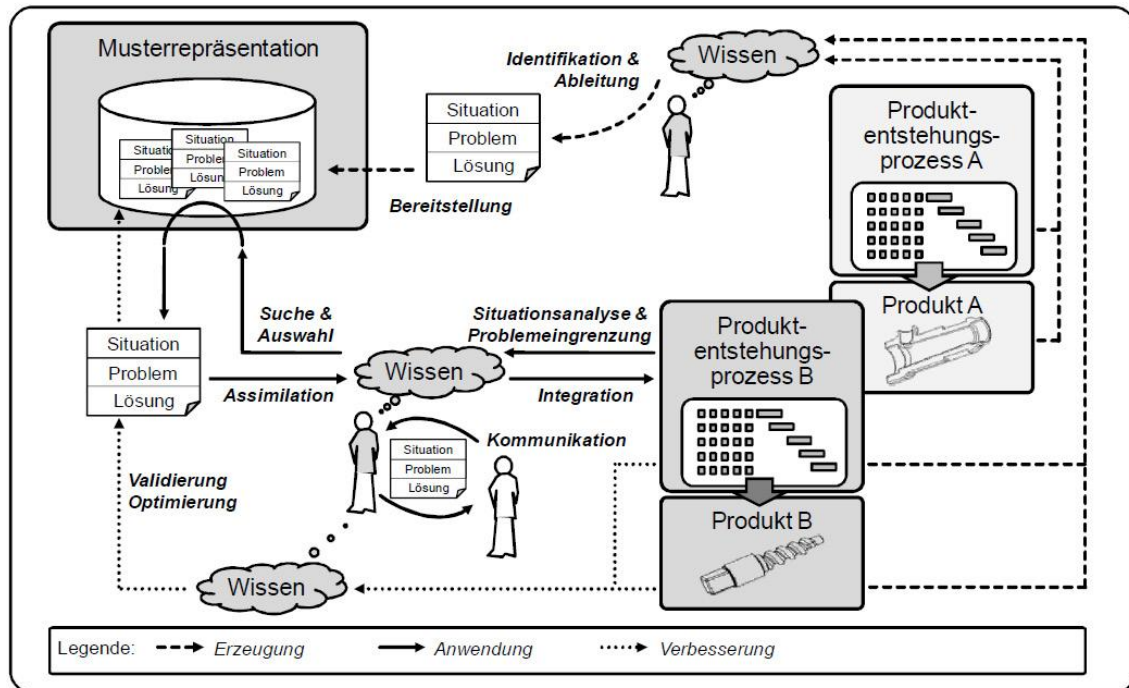 Musterrepräsentation
Situation
Problem
Lösung
Situation
Problem
Lösung
Situation
Problem
Lösung
Identifikation &
Ableitung
Wissen
Situation
Problem
Lösung
Bereitstellung
Produkt-
entstehungs-
prozess A
Produkt A
Suche &
Auswahl
Situationsanalyse &
Problemeingrenzung
Produkt-
entstehungs-
prozess B
Situation
Problem
Lösung
Assimilation
Wissen
Integration
Kommunikation
Situation
Problem
Lösung
Validierung
Optimierung
Produkt B
Wissen
Legende: Erzeugung Anwendung Verbesserung